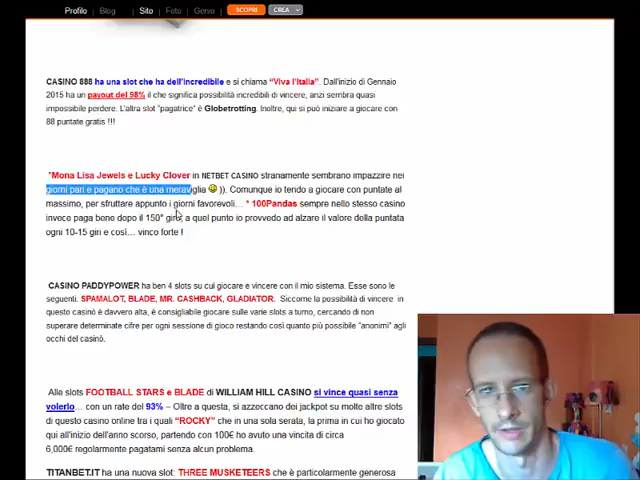 Profilo Blog Sito Foto Genio SCOPRI CREA
CASINO 888 ha una slot che ha dell'incredibile e si chiama "Viva l'Italia". Dall'inizio di Gennaio
2015 ha un payout del 98% il che significa possibilità incredibili di vincere, anzi sembra quasi
impossibile perdere. L'altra slot "pagatrice" è Globetrotting. Inoltre, qui si può iniziare a giocare con
88 puntate gratis !!!
"Mona Lisa Jewels e Lucky Clover in NETBET CASINO stranamente sembrano impazzire nei
giorni pari e pagano che è una meraviglia )). Comunque io tendo a giocare con puntate al
massimo, per sfruttare appunto i giorni favorevoli... * 100Pandas sempre nello stesso casino
invece paga bene dopo il 150° giro, a quel punto io provvedo ad alzare il valore della puntata
ogni 10-15 giri e così... vinco forte !
CASINO PADDYPOWER ha ben 4 slots su cui giocare e vincere con il mio sistema. Esse sono le
seguenti. SPAMALOT, BLADE, MR. CASHBACK, GLADIATOR. Siccome la possibilità di vincere in
questo casinò è davvero alta, è consigliabile giocare sulle varie slots a turno, cercando di non
superare determinate cifre per ogni sessione di gioco restando così quanto più possibile "anonimi" agli
occhi del casinò.
Alle slots FOOTBALL STARS e BLADE di WILLIAM HILL CASINO si vince quasi senza
volerlo... con un rate del 93% – Oltre a questa, si azzeccano dei jackpot su molte altre slots
di questo casino online tra i quali "ROCKY" che in una sola serata, la prima in cui ho giocato
qui all'inizio dell'anno scorso, partendo con 100€ ho avuto una vincita di circa
6,000€ regolarmente pagatami senza alcun problema.
TITANBET.IT ha una nuova slot: THREE MUSKETEERS che è particolarmente generosa